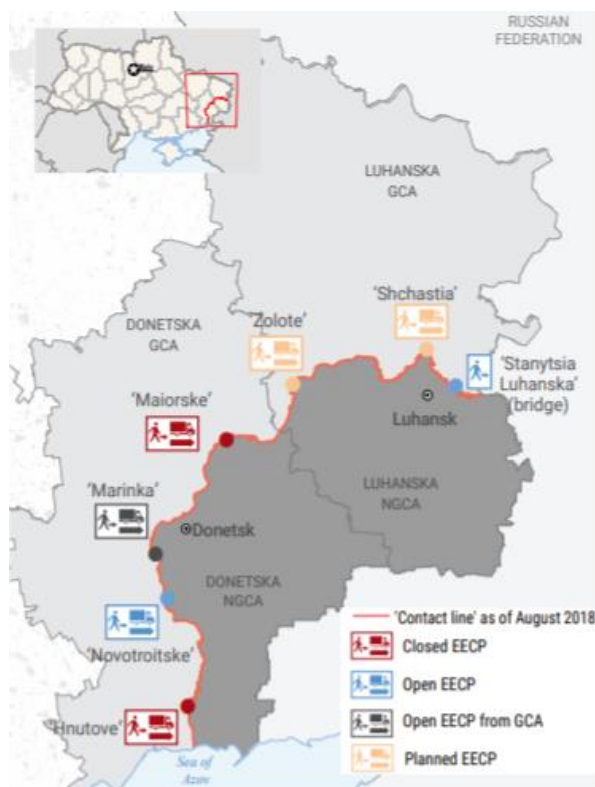 RUSSIAN
FEDERATION
LUHANSKA
GCA
'Shchastia'
'Zolote'
DONETSKA
GCA
'Stanytsia
Luhanska'
(bridge)
'Maiorske'
Luhansk
'Marinka'
LUHANSKA
NGCA
Donetsk
DONETSKA
NGCA
'Novotroitske'
'Hnutove'
Sea of
Azov
'Contact line' as of August 2018
Closed EECP
Open EECP
Open EECP from GCA
Planned EECP